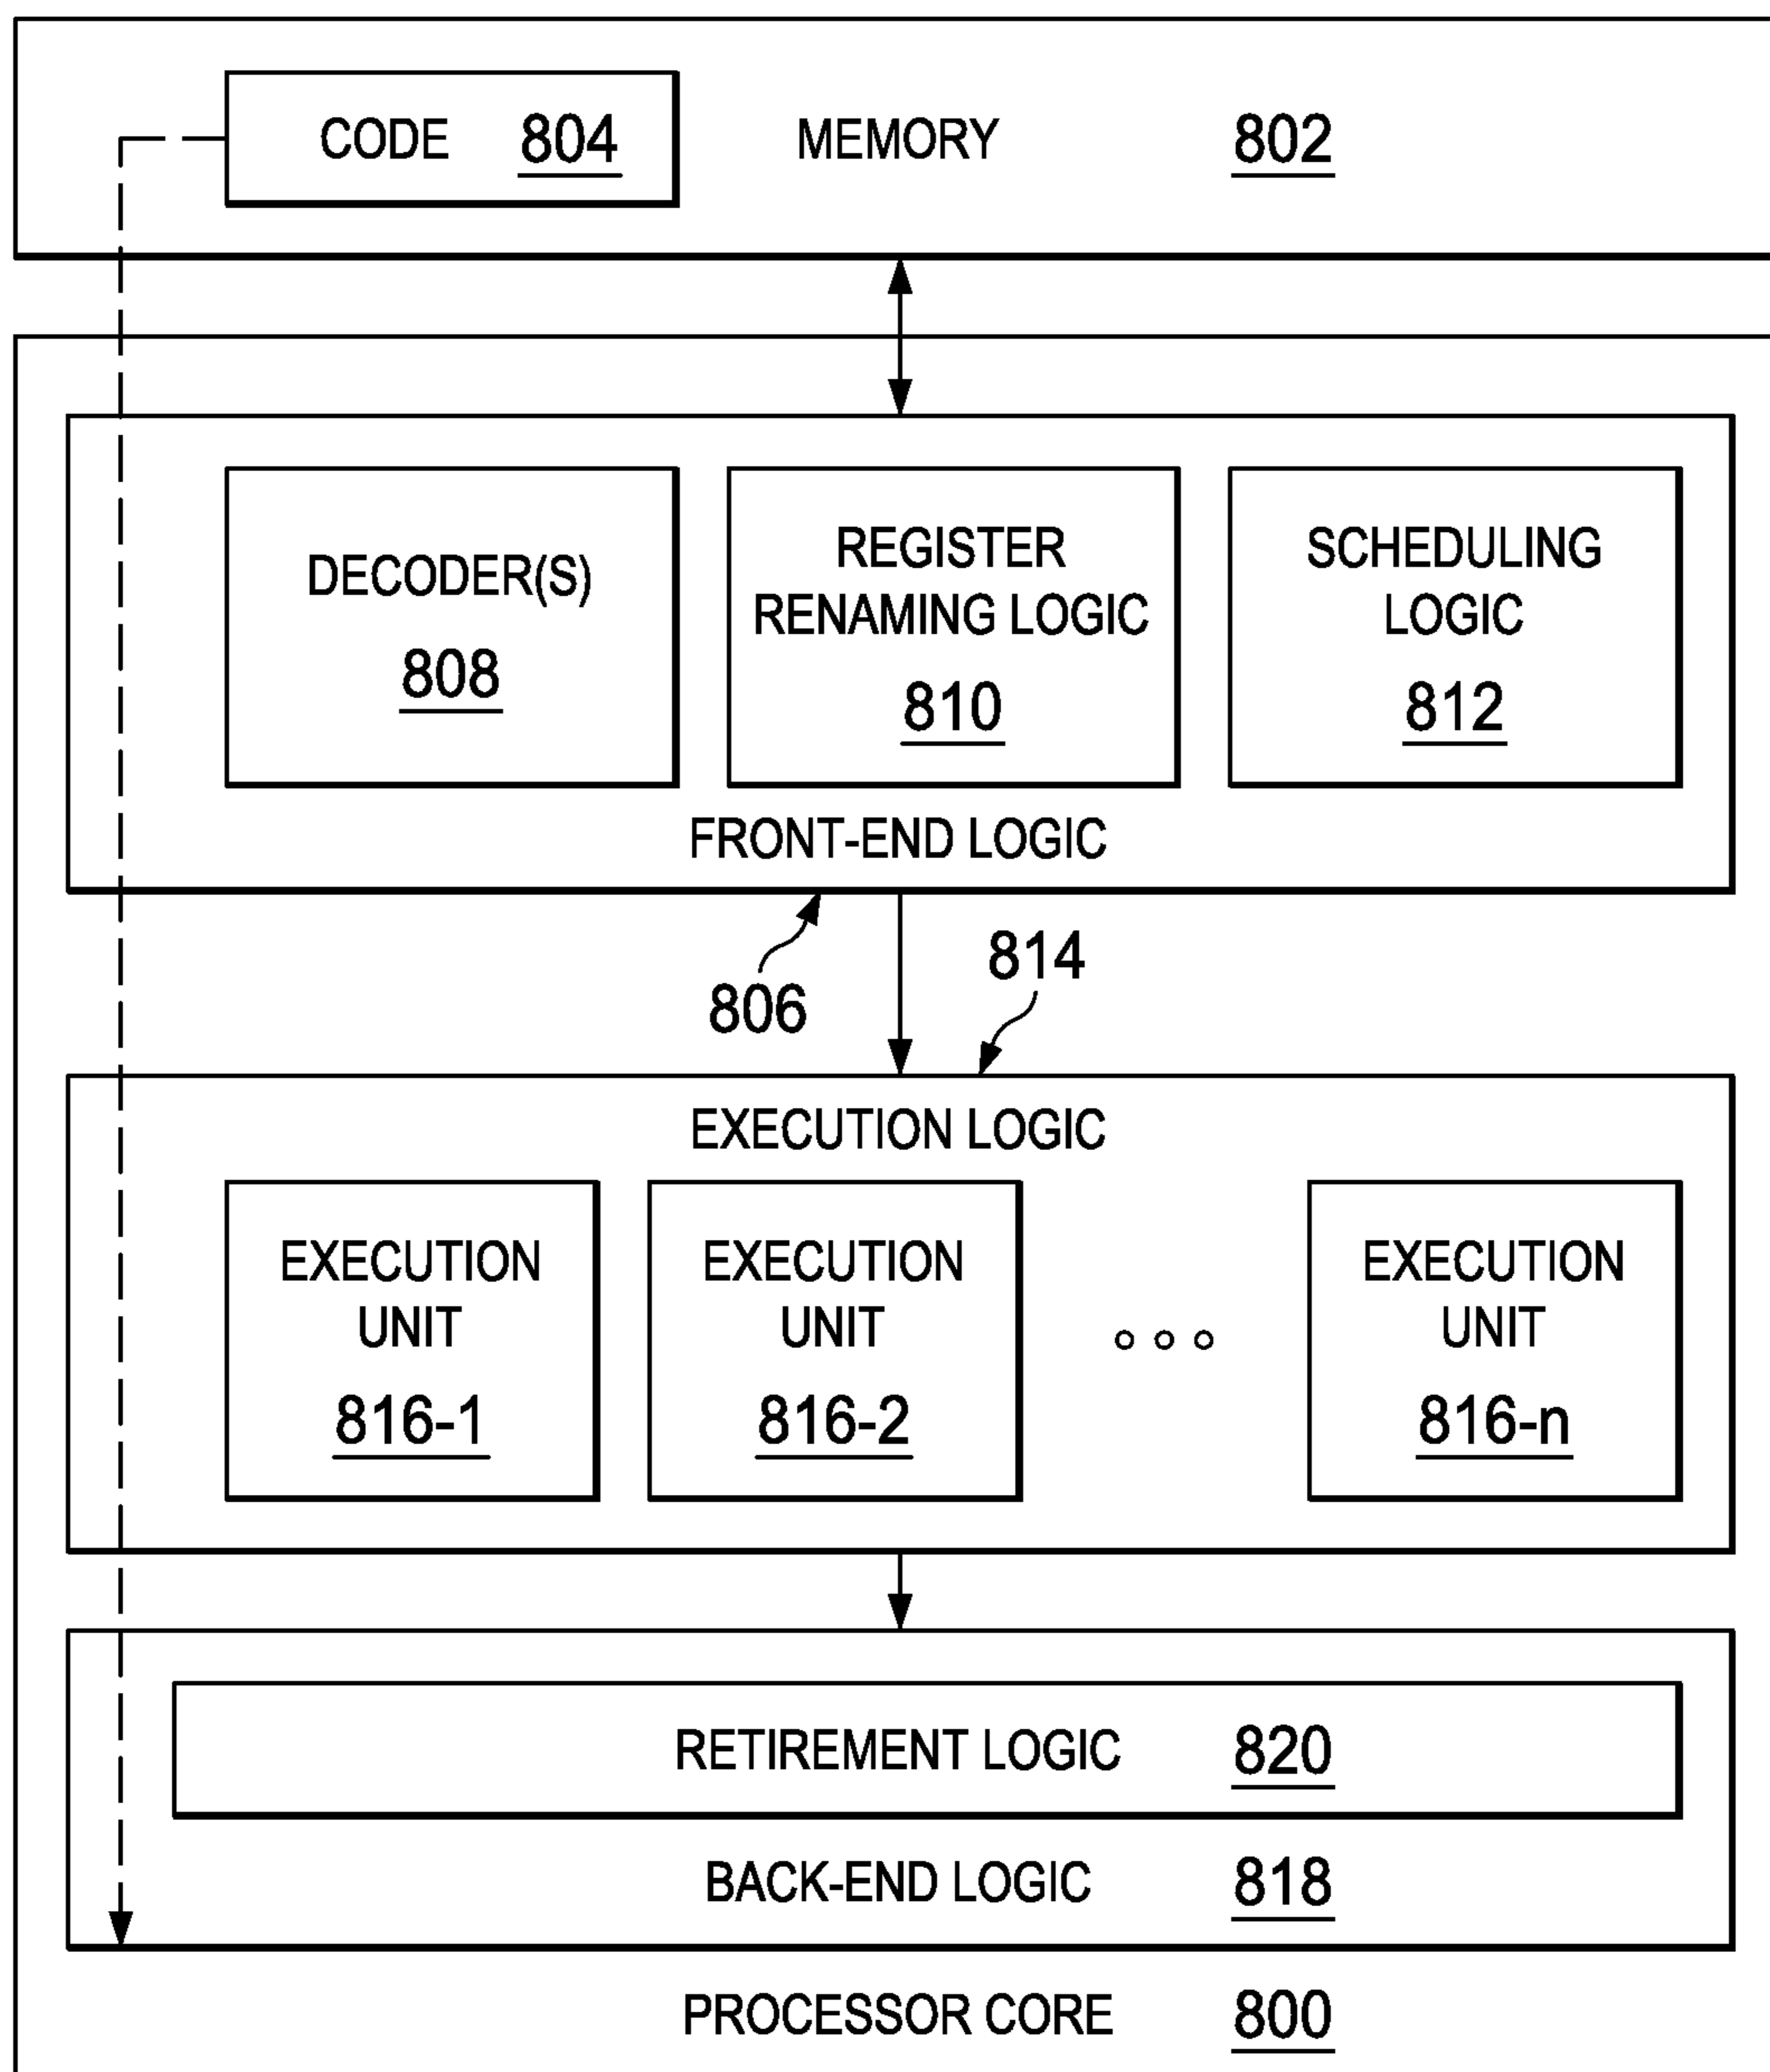 CODE 804 MEMORY 802
DECODER(S)
808
REGISTER
RENAMING LOGIC
810
SCHEDULING
LOGIC
812
FRONT-END LOGIC
806
814
EXECUTION LOGIC
EXECUTION
UNIT
816-1
EXECUTION
UNIT
816-2
EXECUTION
UNIT
816-n
RETIREMENT LOGIC 820
BACK-END LOGIC 818
PROCESSOR CORE 800